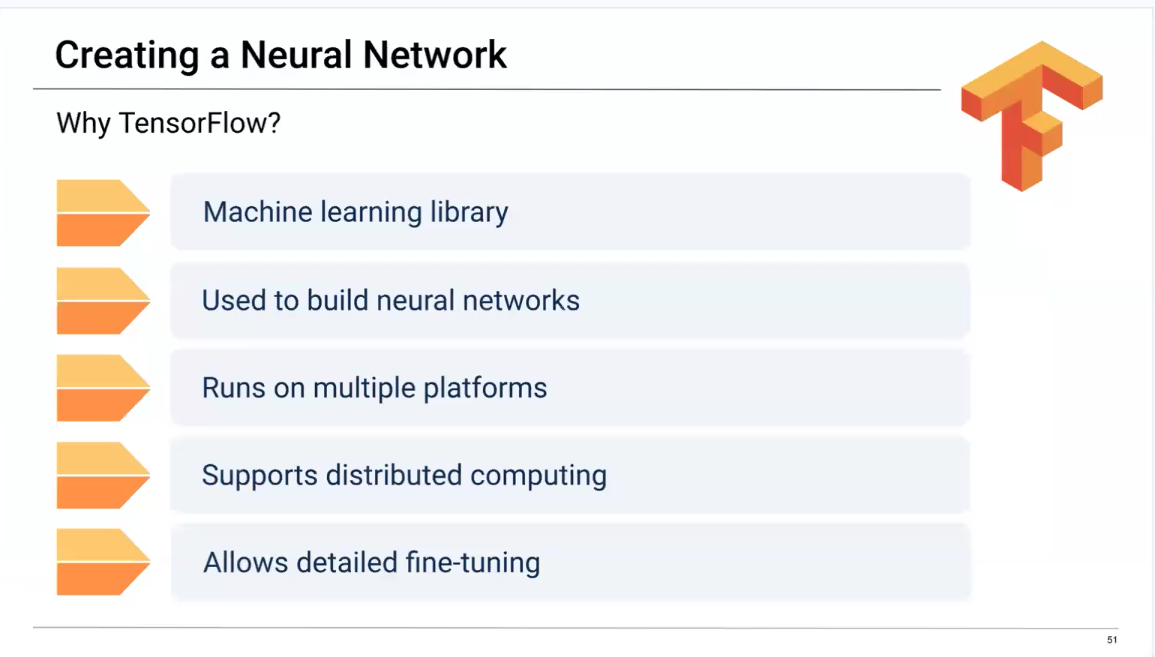 Creating a Neural Network
Why TensorFlow?
Machine learning library
Used to build neural networks
Runs on multiple platforms
Supports distributed computing
Allows detailed fine-tuning
51